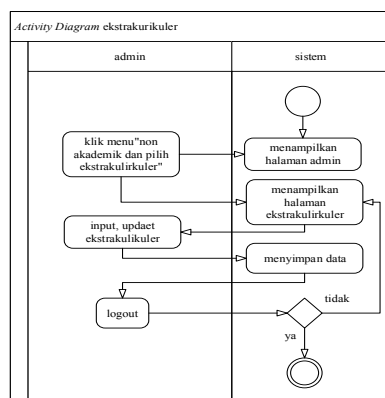 Activity Diagram ekstrakurikuler
admin
sistem
klik menu"non
akademik dan pilih
ekstrakulirkuler"
menampilkan
halaman admin
menampilkan
halaman
ekstrakulirkuler
input, updaet
ekstrakulikuler
menyimpan data
logout
tidak
ya